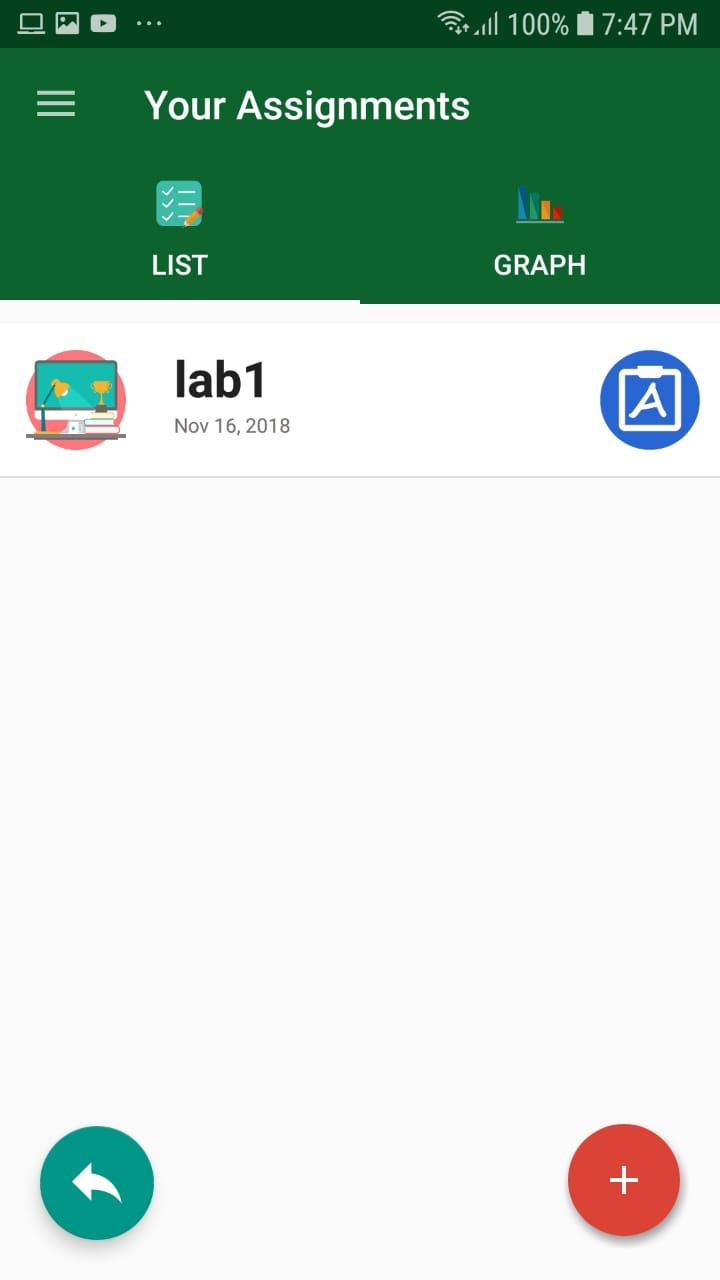 100% 7:47 PM
Your Assignments
LIST
GRAPH
lab1
Nov 16, 2018
A